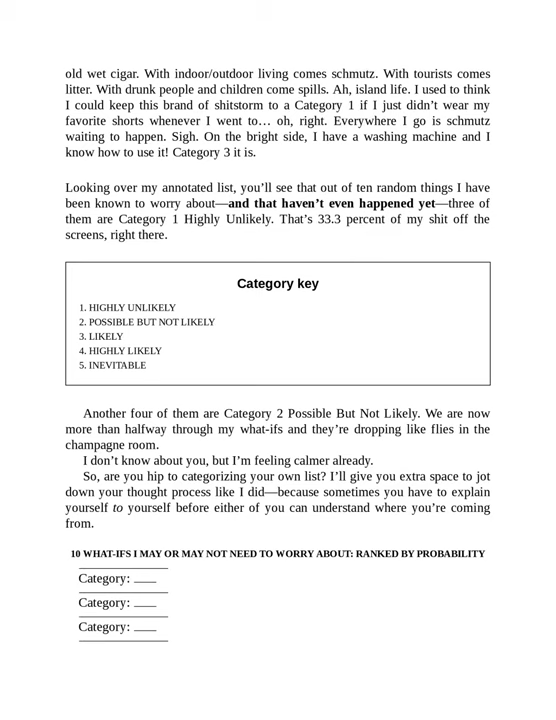 old wet cigar. With indoor/outdoor living comes schmutz. With tourists comes
litter. With drunk people and children come spills. Ah, island life. I used to think
I could keep this brand of shitstorm to a Category 1 if I just didn’t wear my
favorite shorts whenever I went to… oh, right. Everywhere I go is schmutz
waiting to happen. Sigh. On the bright side, I have a washing machine and I
know how to use it! Category 3 it is.
Looking over my annotated list, you’ll see that out of ten random things I have
been known to worry about—and that haven’t even happened yet—three of
them are Category 1 Highly Unlikely. That’s 33.3 percent of my shit off the
screens, right there.
Category key
1. HIGHLY UNLIKELY
2. POSSIBLE BUT NOT LIKELY
3. LIKELY
4. HIGHLY LIKELY
5. INEVITABLE
Another four of them are Category 2 Possible But Not Likely. We are now
more than halfway through my what-ifs and they’re dropping like flies in the
champagne room.
I don’t know about you, but I’m feeling calmer already.
So, are you hip to categorizing your own list? I’ll give you extra space to jot
down your thought process like I did—because sometimes you have to explain
yourself to yourself before either of you can understand where you’re coming
from.
10 WHAT-IFS I MAY OR MAY NOT NEED TO WORRY ABOUT: RANKED BY PROBABILITY
Category: ___
Category: ___
Category: ___